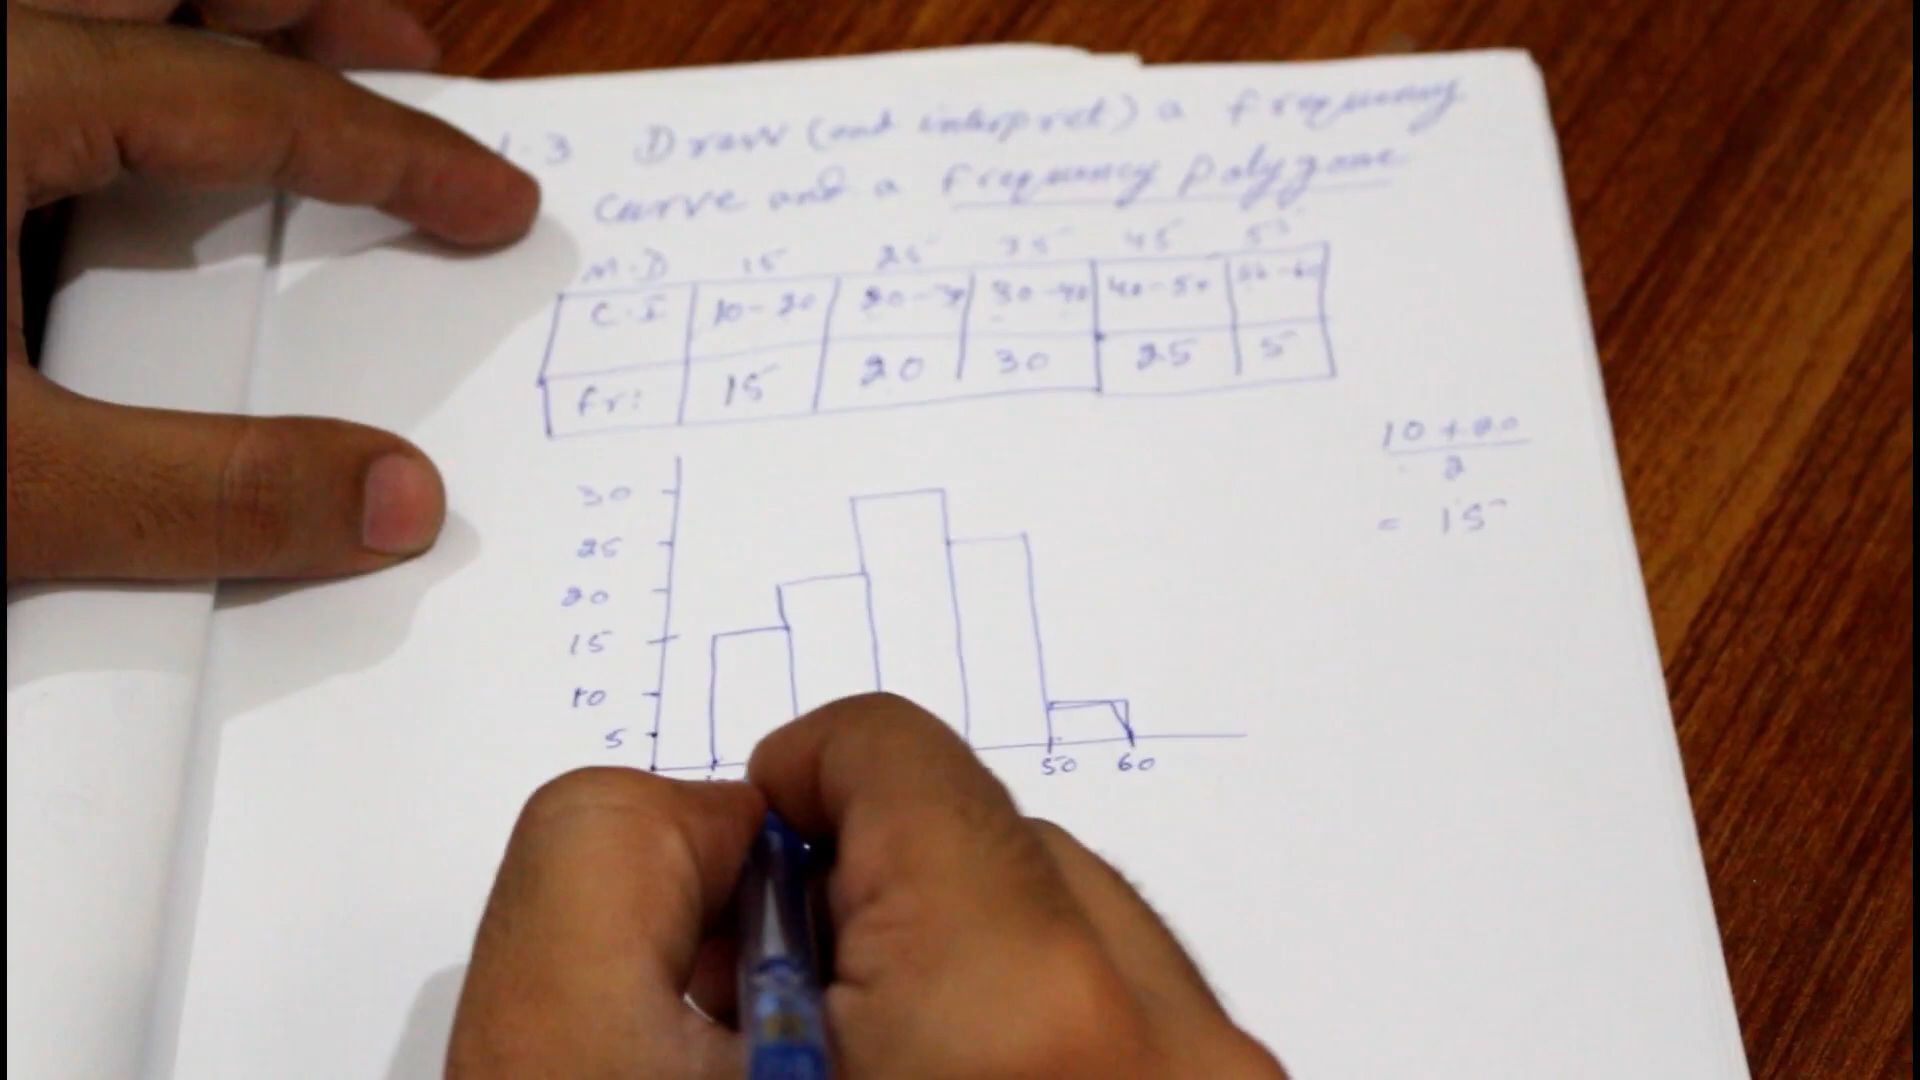 1.3 Draw (and interpret) a frequency
curve and a frequency polygone
M.D 15 25 35 45 55
C.I 10-20 20-30 30-40 40-50 50-60
fr: 15 20 30 25 5
10 + 20
2
= 15
30
25
20
15
10
5
50 60